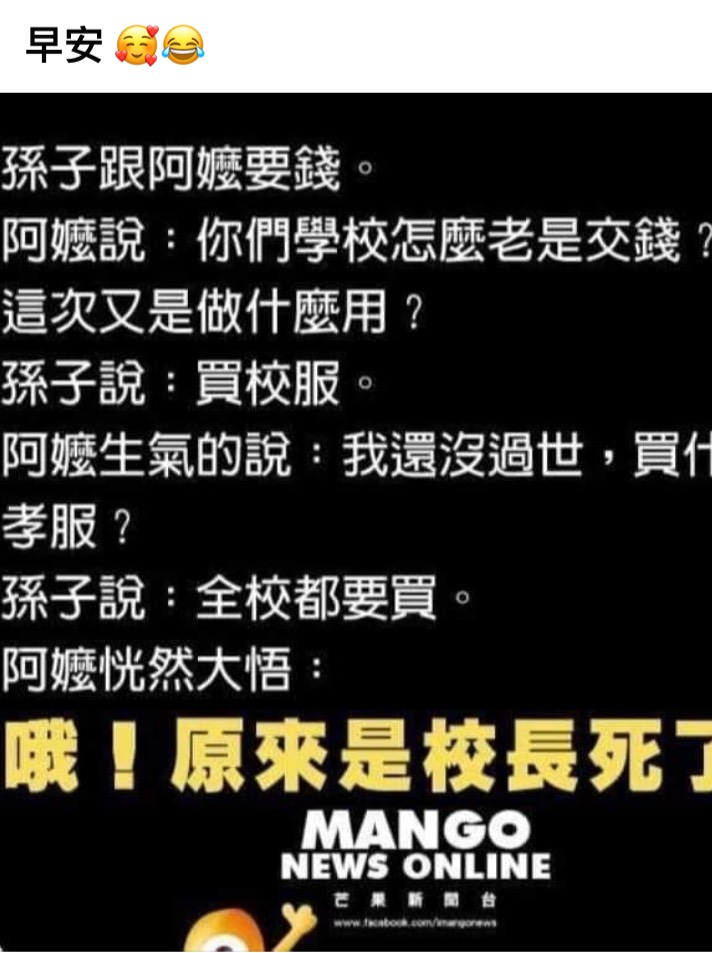 早安 🥰😂
孫子跟阿嬤要錢。
阿嬤說：你們學校怎麼老是交錢？
這次又是做什麼用？
孫子說：買校服。
阿嬤生氣的說：我還沒過世，買什
孝服？
孫子說：全校都要買。
阿嬤恍然大悟：
哦！原來是校長死了
MANGO
NEWS ONLINE
芒果新聞台
www.facebook.com/imangonews